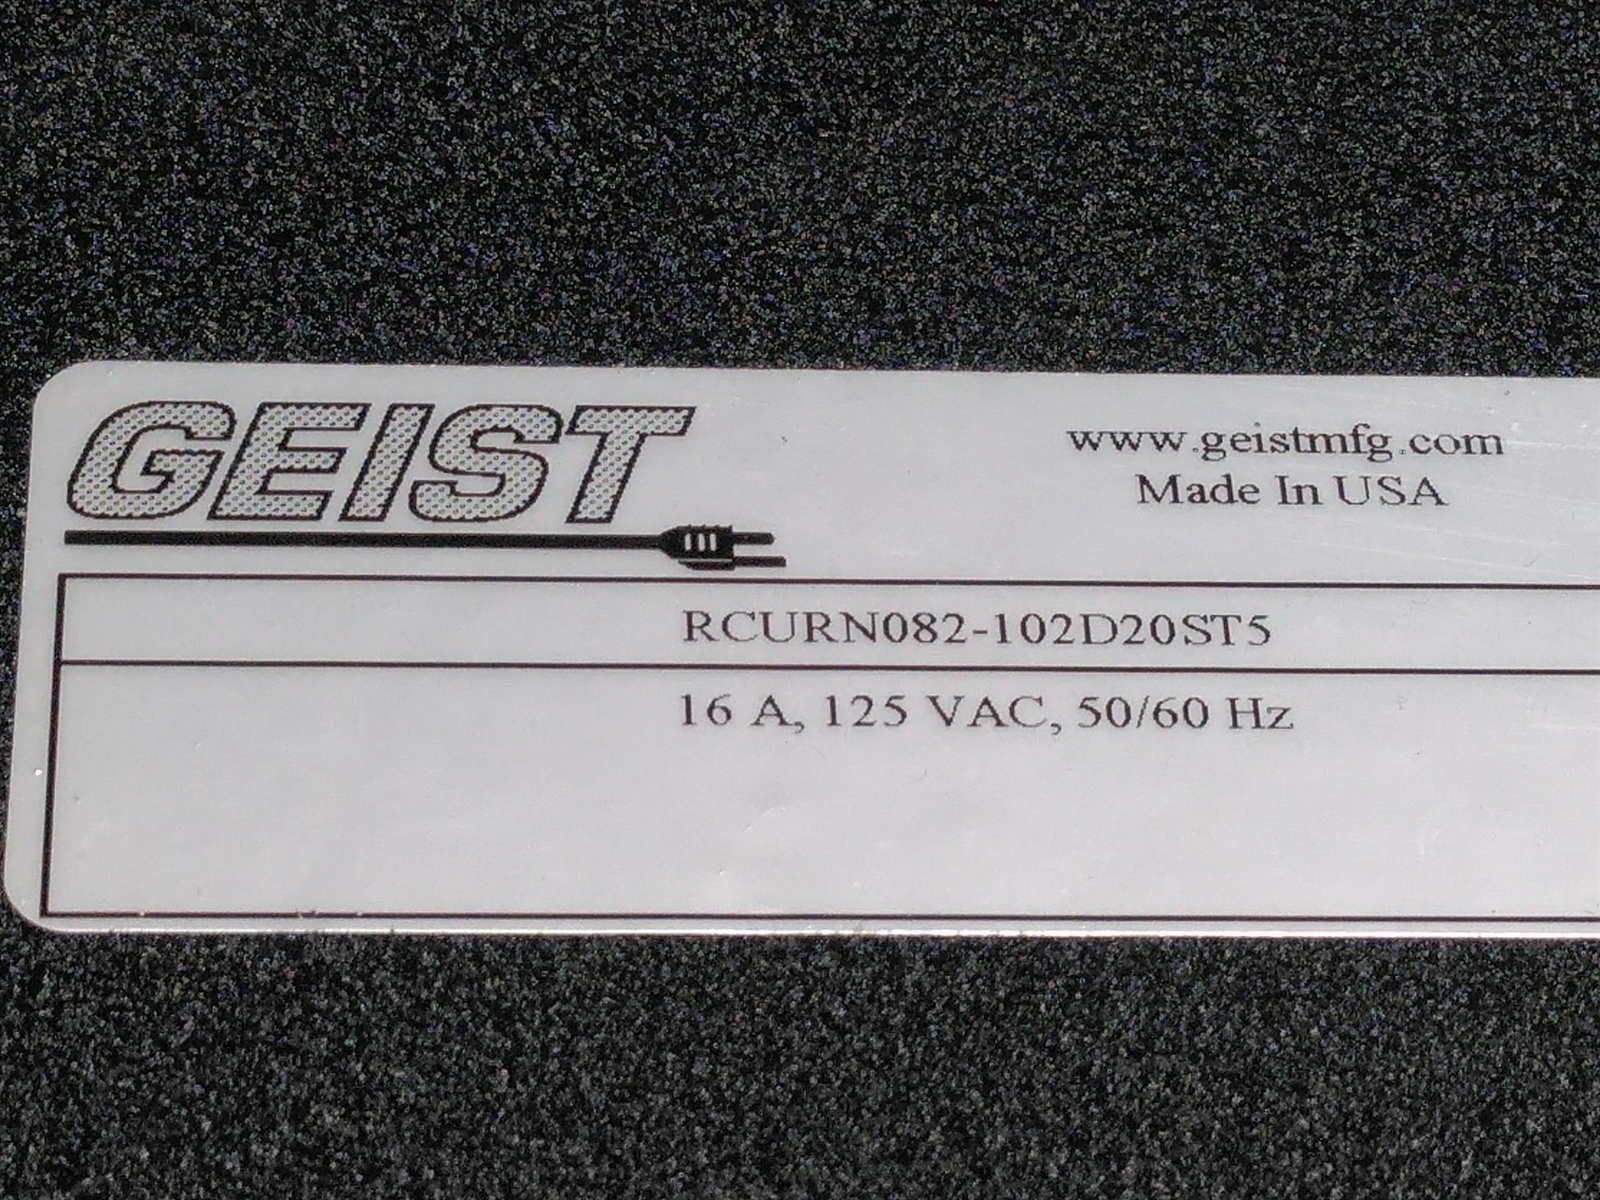 GEIST
www.geistmfg.com
Made In USA
RCURN082-102D20ST5
16 A, 125 VAC, 50/60 Hz